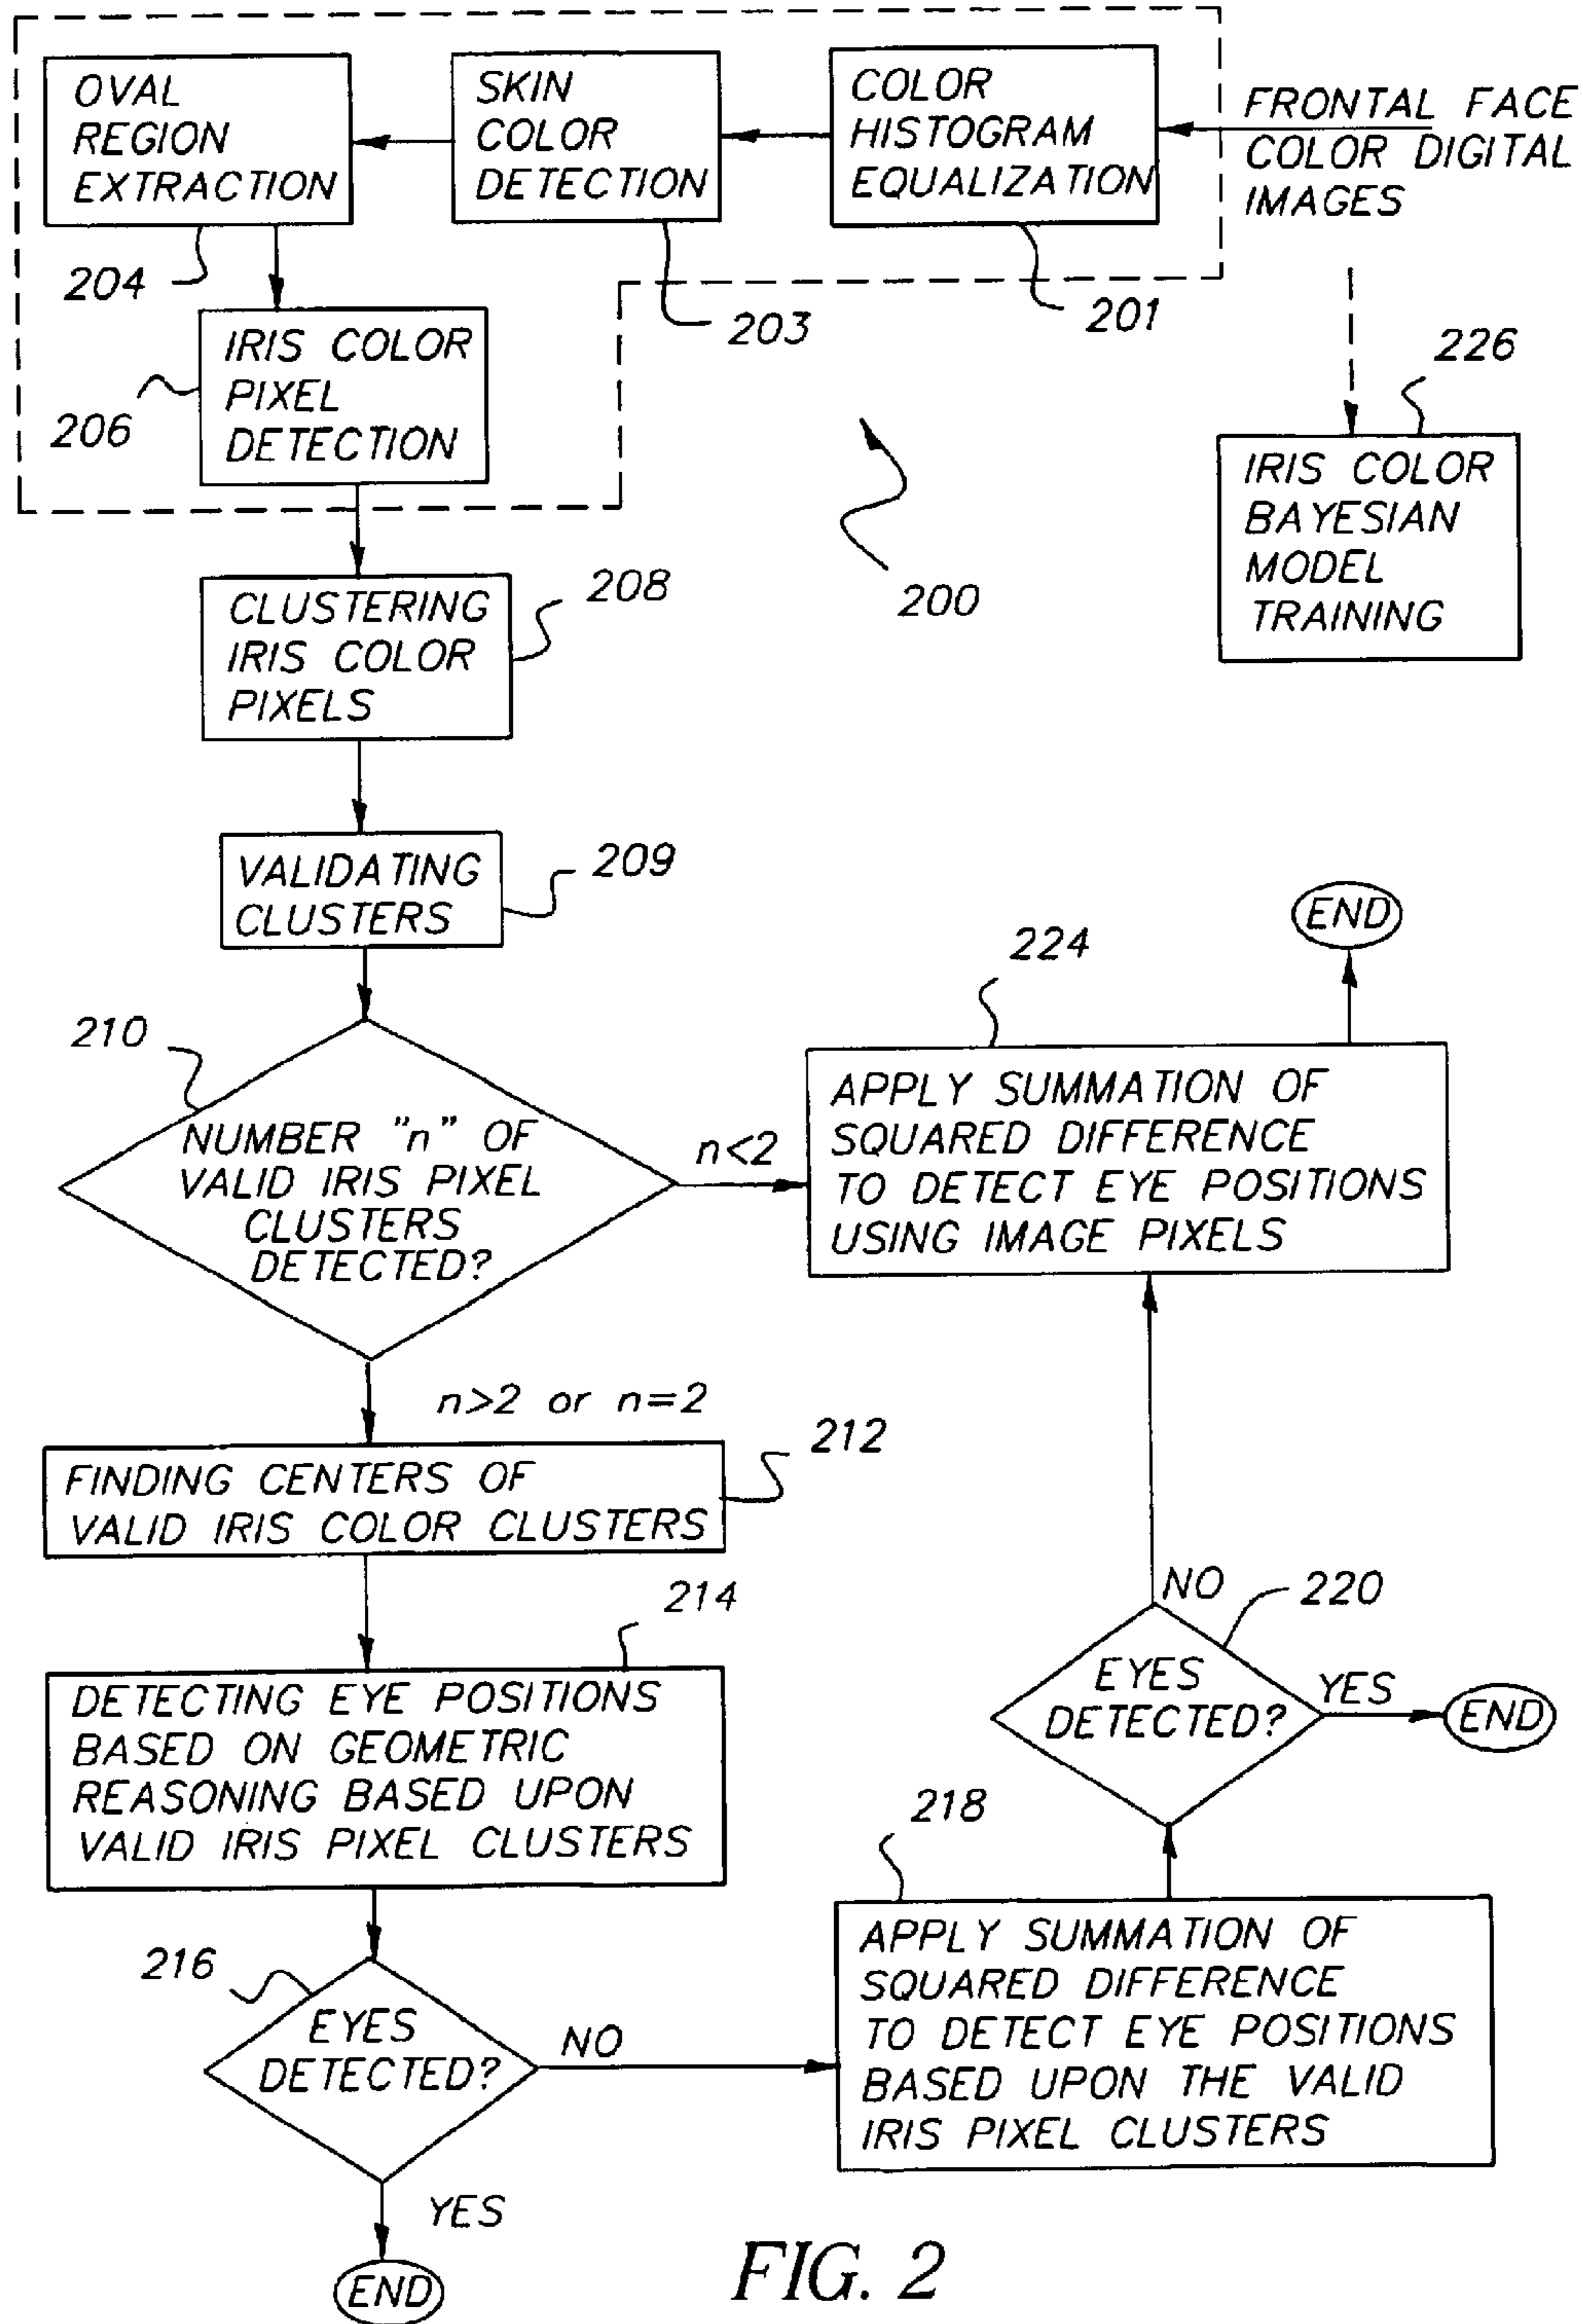 OVAL
REGION
EXTRACTION
SKIN
COLOR
DETECTION
COLOR
HISTOGRAM
EQUALIZATION
FRONTAL FACE
COLOR DIGITAL
IMAGES
204
203
201
226
IRIS COLOR
PIXEL
DETECTION
206
IRIS COLOR
BAYESIAN
MODEL
TRAINING
200
CLUSTERING
IRIS COLOR
PIXELS
208
VALIDATING
CLUSTERS
209
END
224
210
NUMBER "n" OF
VALID IRIS PIXEL
CLUSTERS
DETECTED?
n<2
APPLY SUMMATION OF
SQUARED DIFFERENCE
TO DETECT EYE POSITIONS
USING IMAGE PIXELS
n>2 or n=2
212
FINDING CENTERS OF
VALID IRIS COLOR CLUSTERS
214
DETECTING EYE POSITIONS
BASED ON GEOMETRIC
REASONING BASED UPON
VALID IRIS PIXEL CLUSTERS
NO
220
EYES
DETECTED?
YES
END
218
216
EYES
DETECTED?
NO
APPLY SUMMATION OF
SQUARED DIFFERENCE
TO DETECT EYE POSITIONS
BASED UPON THE VALID
IRIS PIXEL CLUSTERS
YES
END
FIG. 2